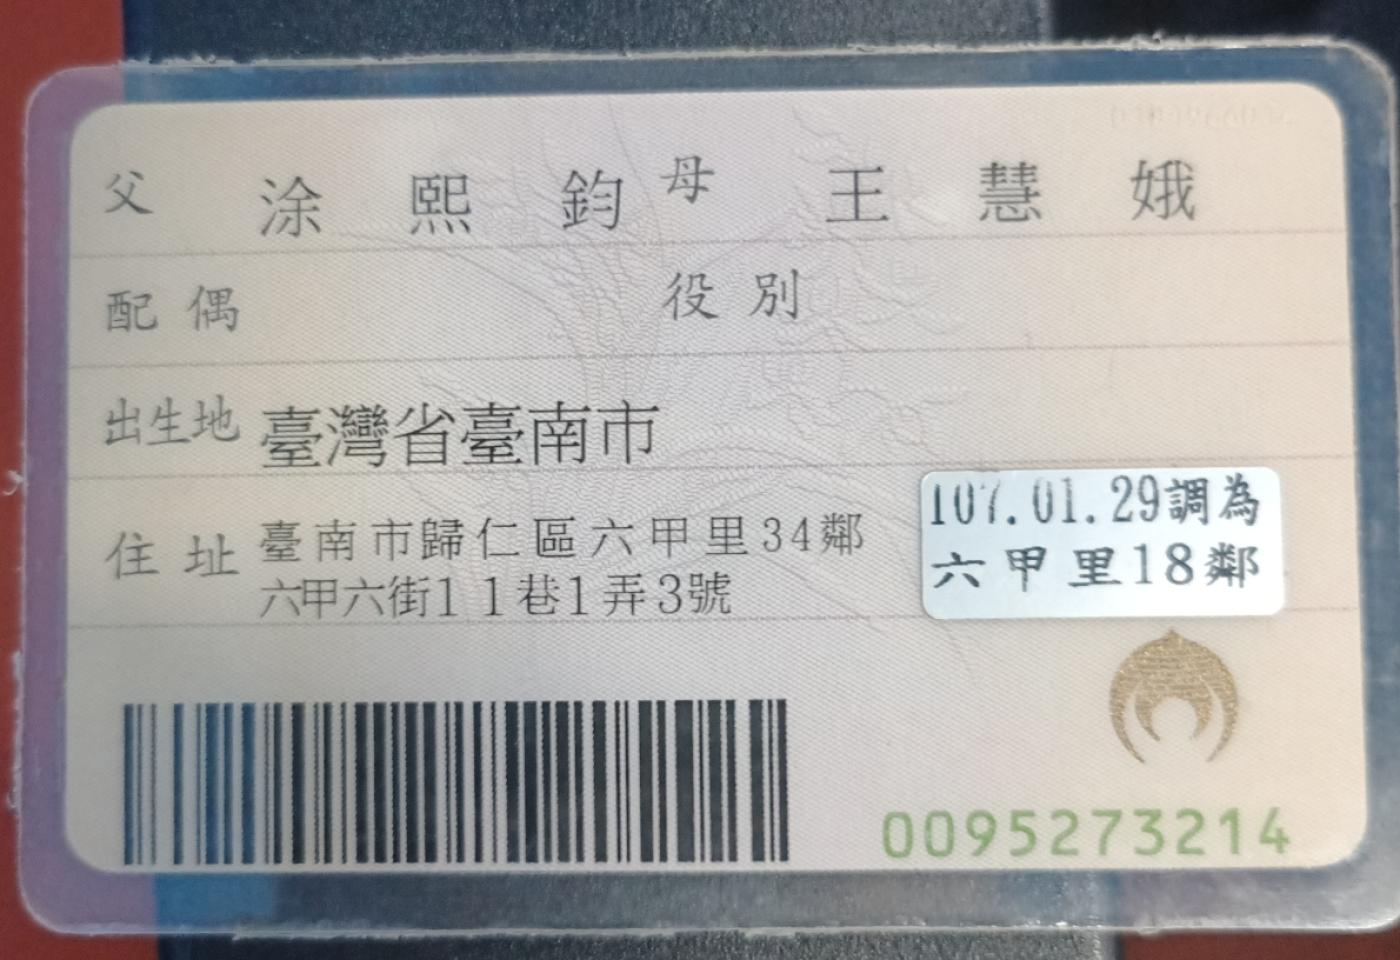 父 涂熙鈞 母 王慧娥
配偶 役別
出生地 臺灣省臺南市
住址 臺南市歸仁區六甲里34鄰
六甲六街11巷1弄3號
107.01.29調為
六甲里18鄰
0095273214